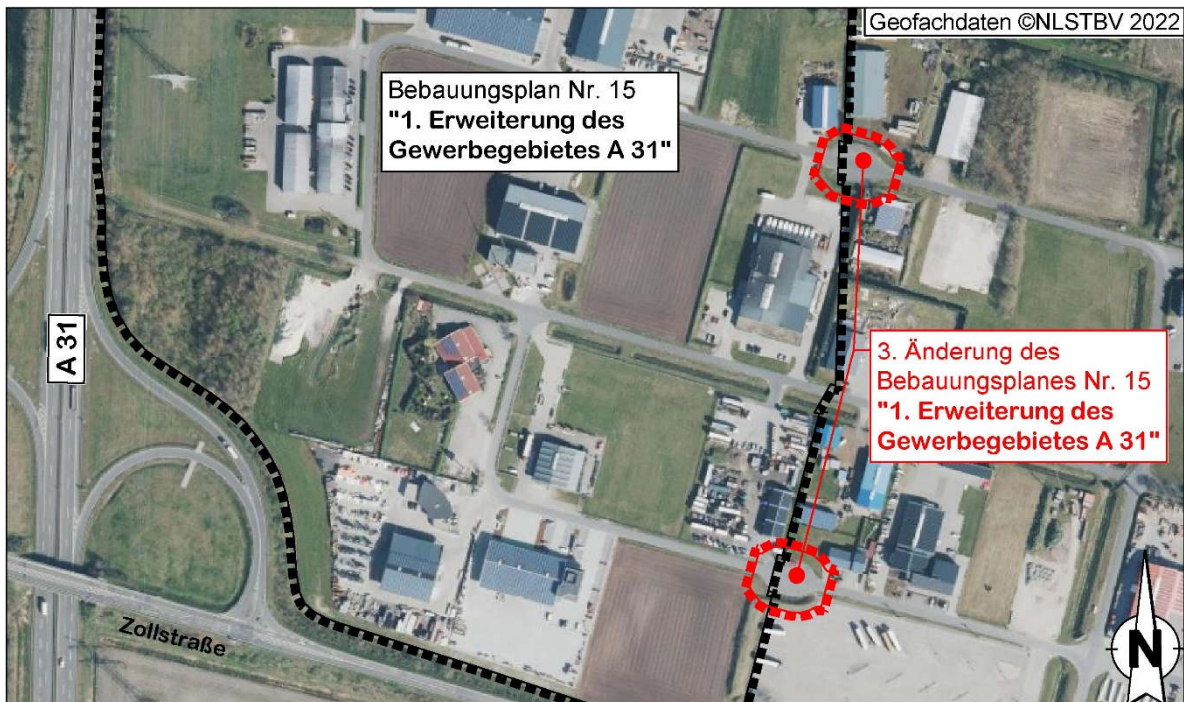 Geofachdaten ©NLSTBV 2022
Bebauungsplan Nr. 15
"1. Erweiterung des
Gewerbegebietes A 31"
A 31
3. Änderung des
Bebauungsplanes Nr. 15
"1. Erweiterung des
Gewerbegebietes A 31"
Zollstraße
N